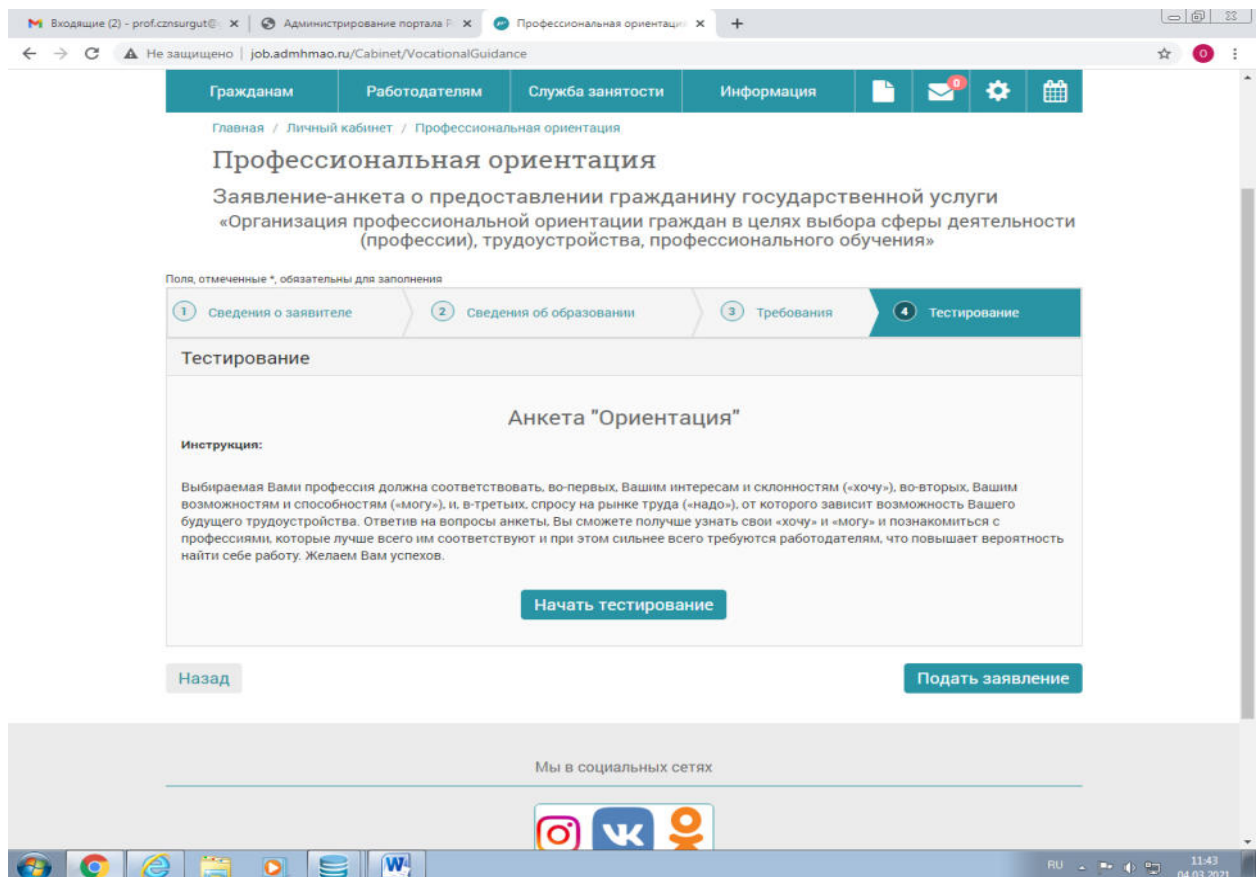 Входящие (2) - prof.cznsurgut@
Администрирование портала Р
Профессиональная ориентаци
Не защищено | job.admhmao.ru/Cabinet/VocationalGuidance
О
Гражданам
Работодателям
Служба занятости
Информация
0
Главная / Личный кабинет / Профессиональная ориентация
Профессиональная ориентация
Заявление-анкета о предоставлении гражданину государственной услуги
«Организация профессиональной ориентации граждан в целях выбора сферы деятельности
(профессии), трудоустройства, профессионального обучения»
Поля, отмеченные *, обязательны для заполнения
1 Сведения о заявителе
2 Сведения об образовании
3 Требования
4 Тестирование
Тестирование
Анкета "Ориентация"
Инструкция:
Выбираемая Вами профессия должна соответствовать, во-первых, Вашим интересам и склонностям («хочу»), во-вторых, Вашим
возможностям и способностям («могу»), и, в-третьих, спросу на рынке труда («надо»), от которого зависит возможность Вашего
будущего трудоустройства. Ответив на вопросы анкеты, Вы сможете получше узнать свои «хочу» и «могу» и познакомиться с
профессиями, которые лучше всего им соответствуют и при этом сильнее всего требуются работодателям, что повышает вероятность
найти себе работу. Желаем Вам успехов.
Начать тестирование
Назад
Подать заявление
Мы в социальных сетях
RU
11:43
04.03.2021